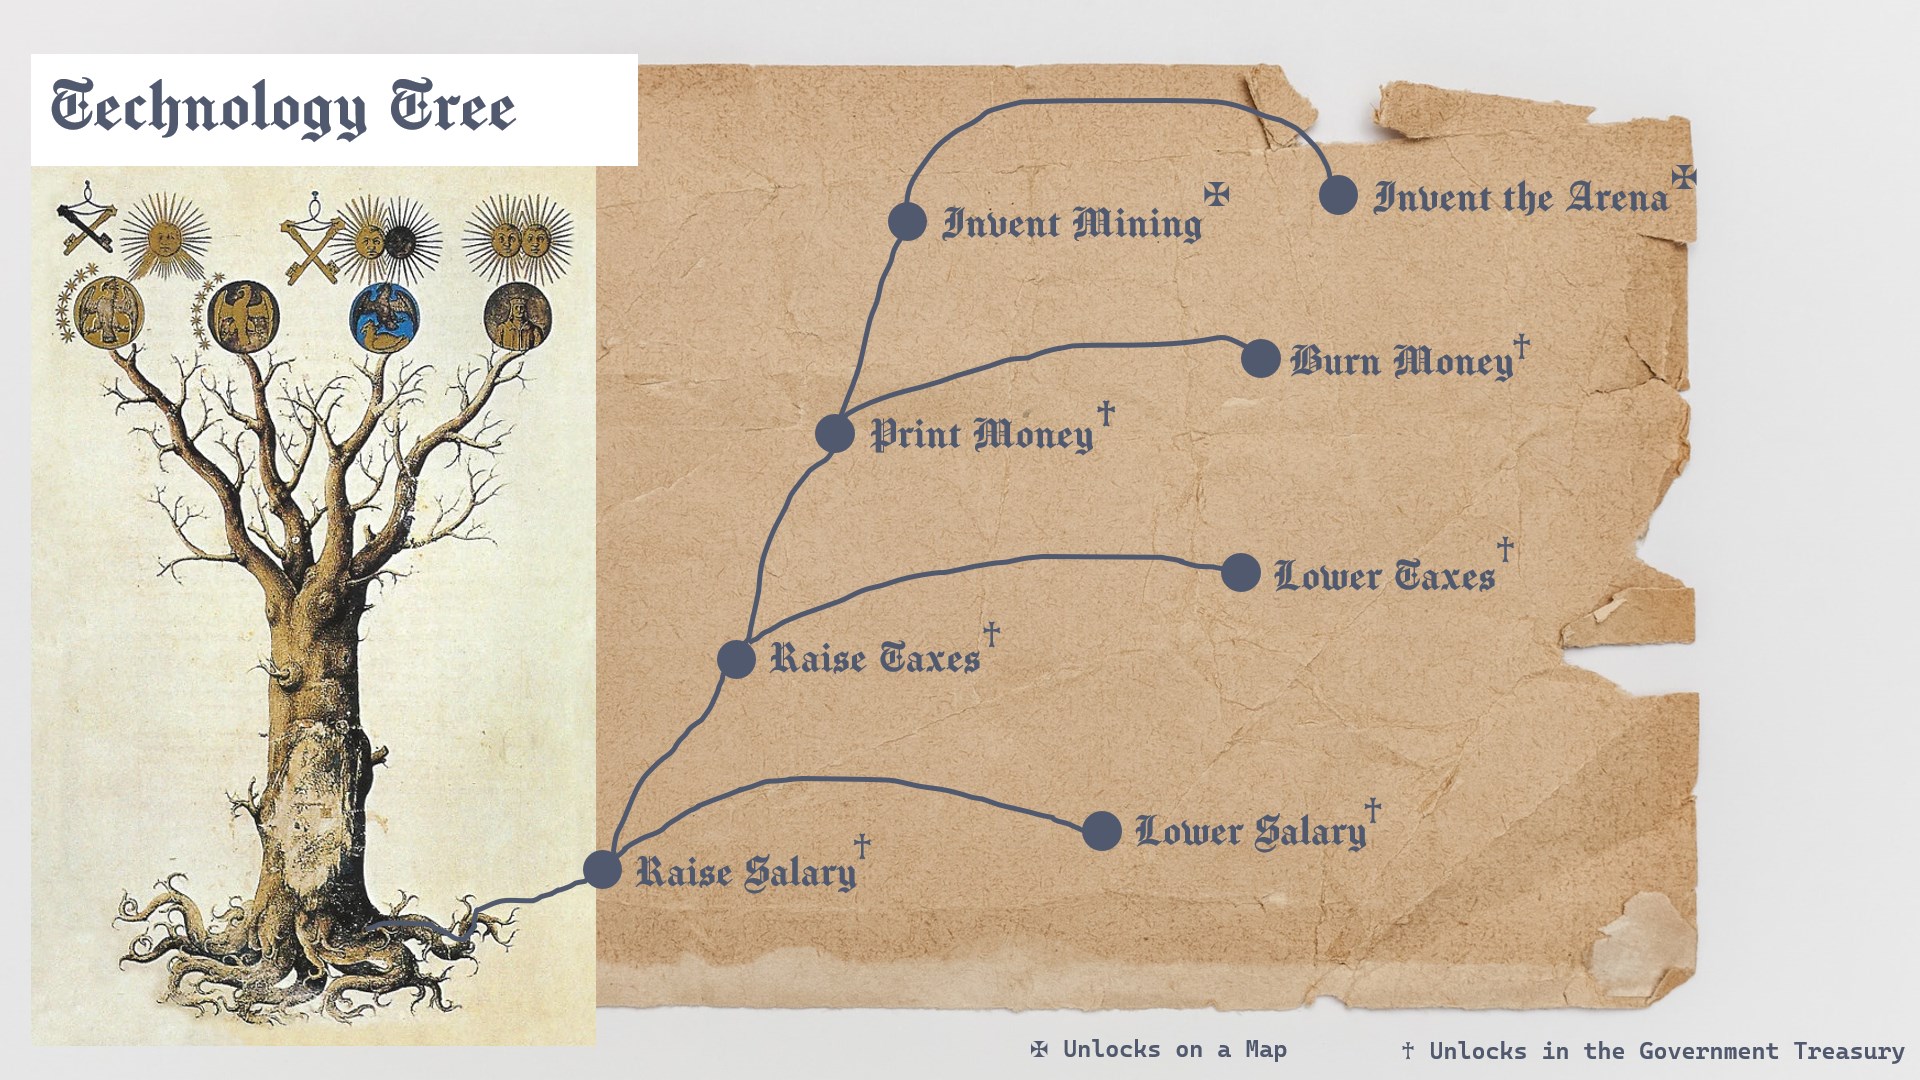 Technology Tree
Invent Mining✠
Invent the Arena✠
Burn Money†
Print Money†
Lower Taxes†
Raise Taxes†
Lower Salary†
Raise Salary†
✠ Unlocks on a Map
† Unlocks in the Government Treasury